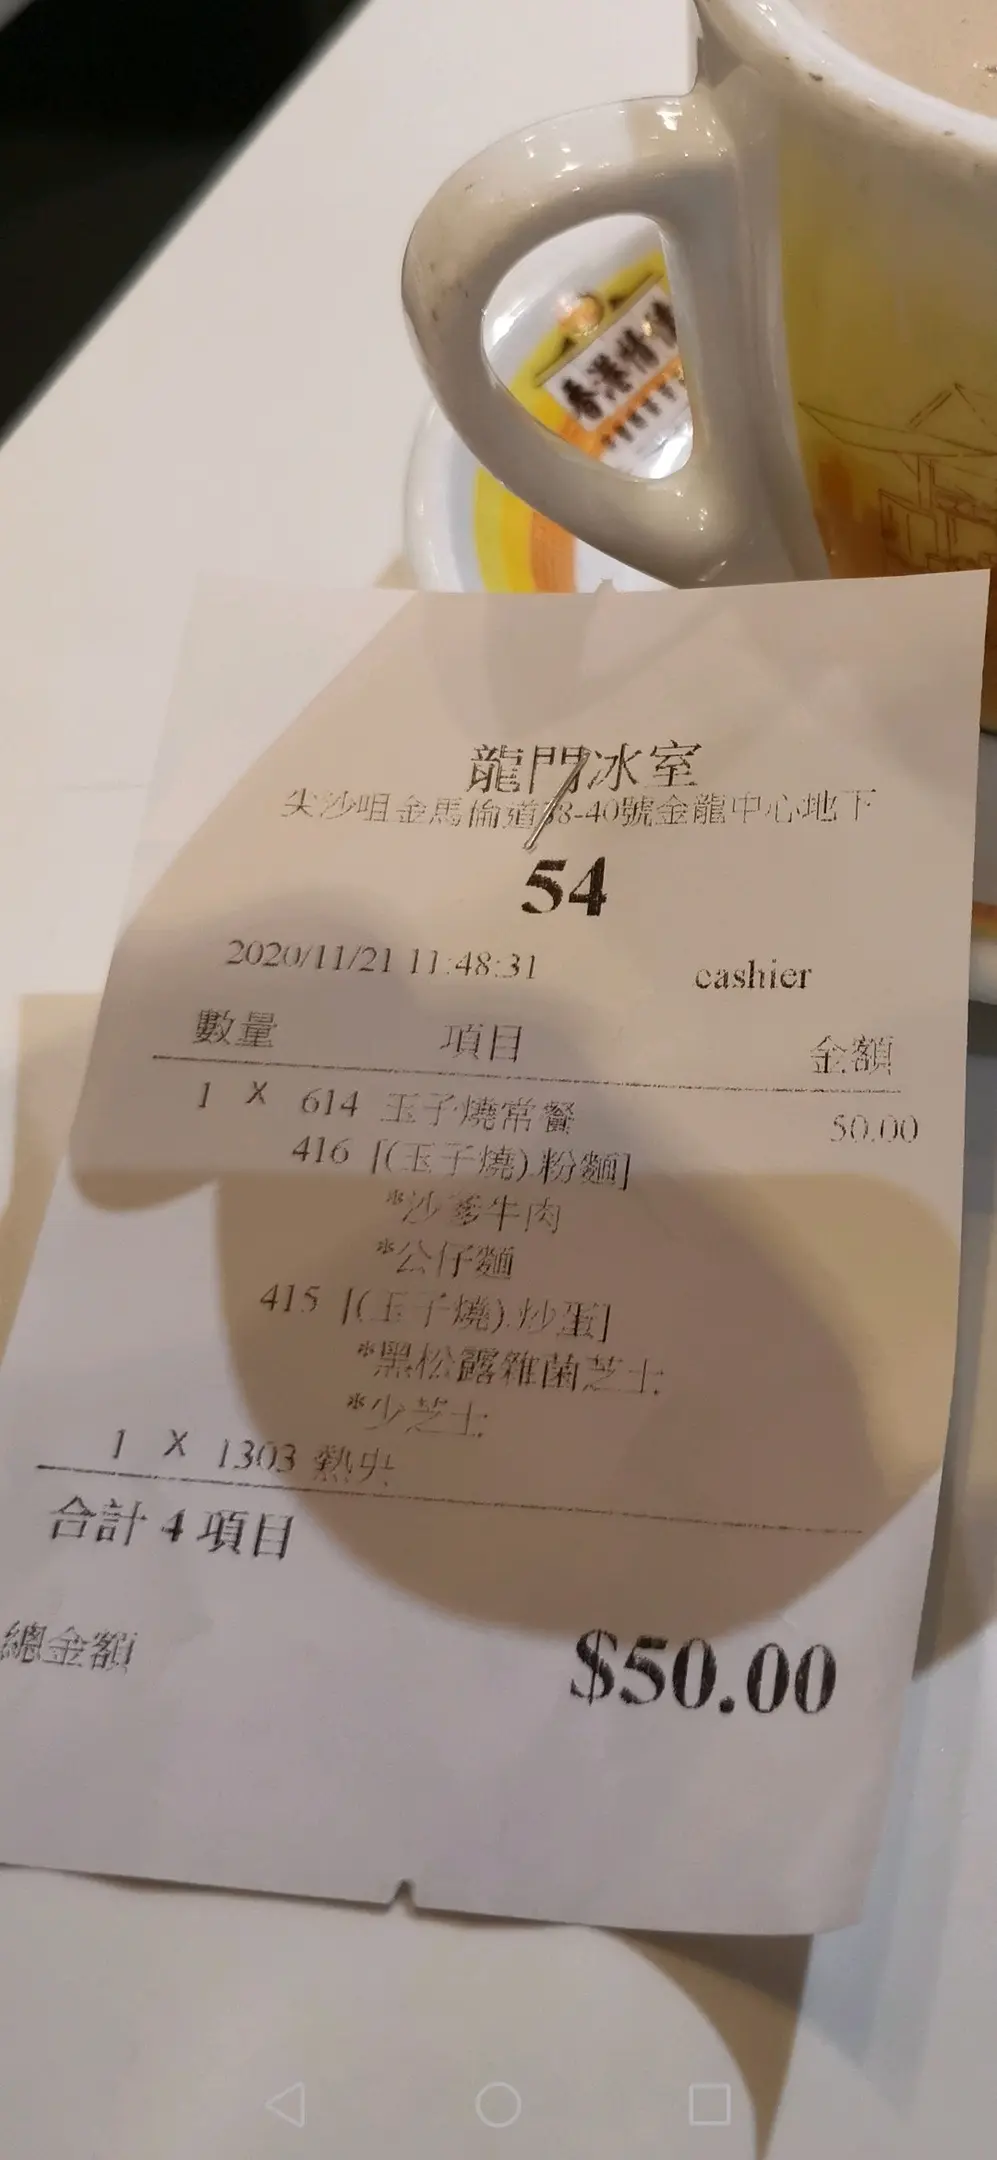 香港情
龍門冰室
尖沙咀金馬倫道38-40號金龍中心地下
54
2020/11/21 11:48:31 cashier
數量 項目 金額
1 X 614 玉子燒常餐 50.00
416 [(玉子燒).粉麵]
*沙爹牛肉
*公仔麵
415 [(玉子燒).炒蛋]
*黑松露雜菌芝士
*少芝士
1 X 1303 熱央
合計 4 項目
總金額 $50.00